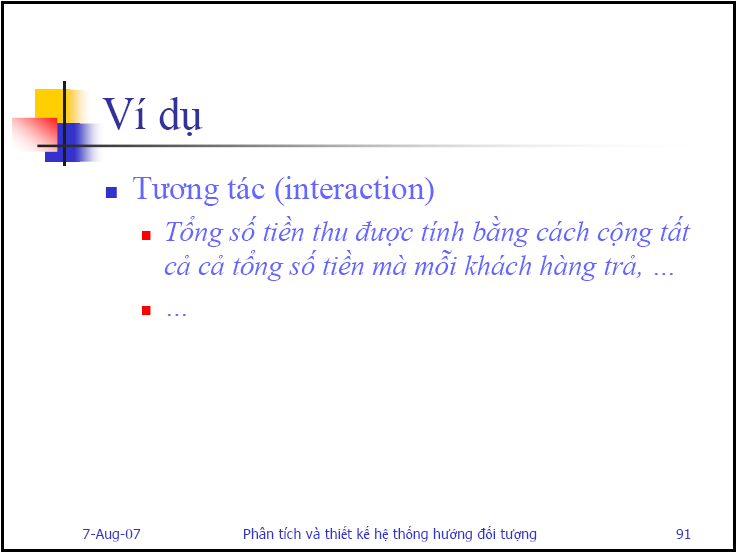 Ví dụ
Tương tác (interaction)
Tổng số tiền thu được tính bằng cách cộng tất
cả cả tổng số tiền mà mỗi khách hàng trả, …
…
7-Aug-07 Phân tích và thiết kế hệ thống hướng đối tượng 91